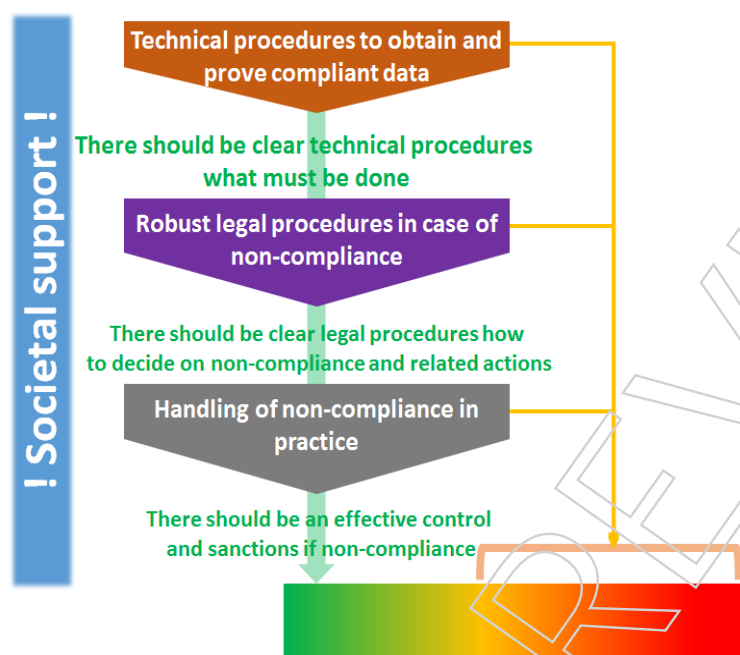 ! Societal support !
Technical procedures to obtain and
prove compliant data
There should be clear technical procedures
what must be done
Robust legal procedures in case of
non-compliance
There should be clear legal procedures how
to decide on non-compliance and related actions
Handling of non-compliance in
practice
There should be an effective control
and sanctions if non-compliance